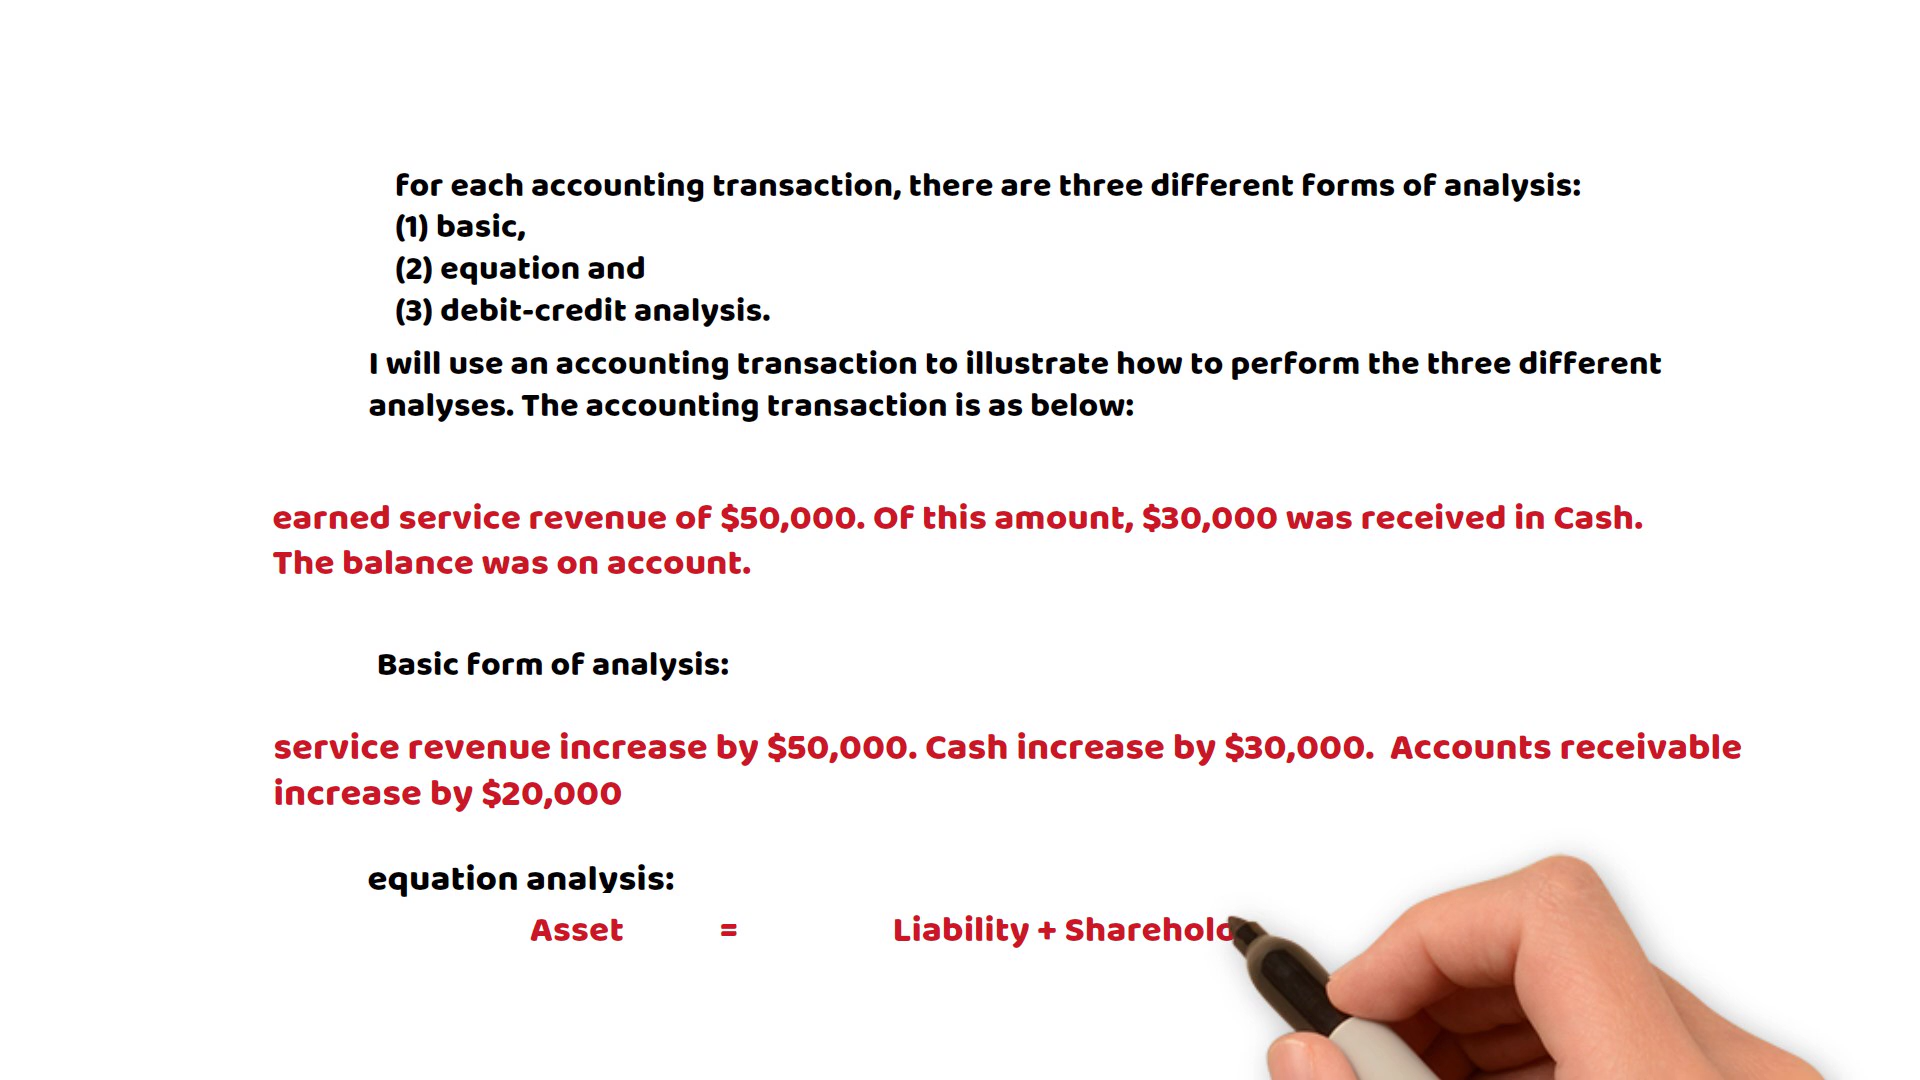 for each accounting transaction, there are three different forms of analysis:
(1) basic,
(2) equation and
(3) debit-credit analysis.
I will use an accounting transaction to illustrate how to perform the three different
analyses. The accounting transaction is as below:
earned service revenue of $50,000. Of this amount, $30,000 was received in Cash.
The balance was on account.
Basic form of analysis:
service revenue increase by $50,000. Cash increase by $30,000.  Accounts receivable
increase by $20,000
equation analysis:
Asset = Liability +